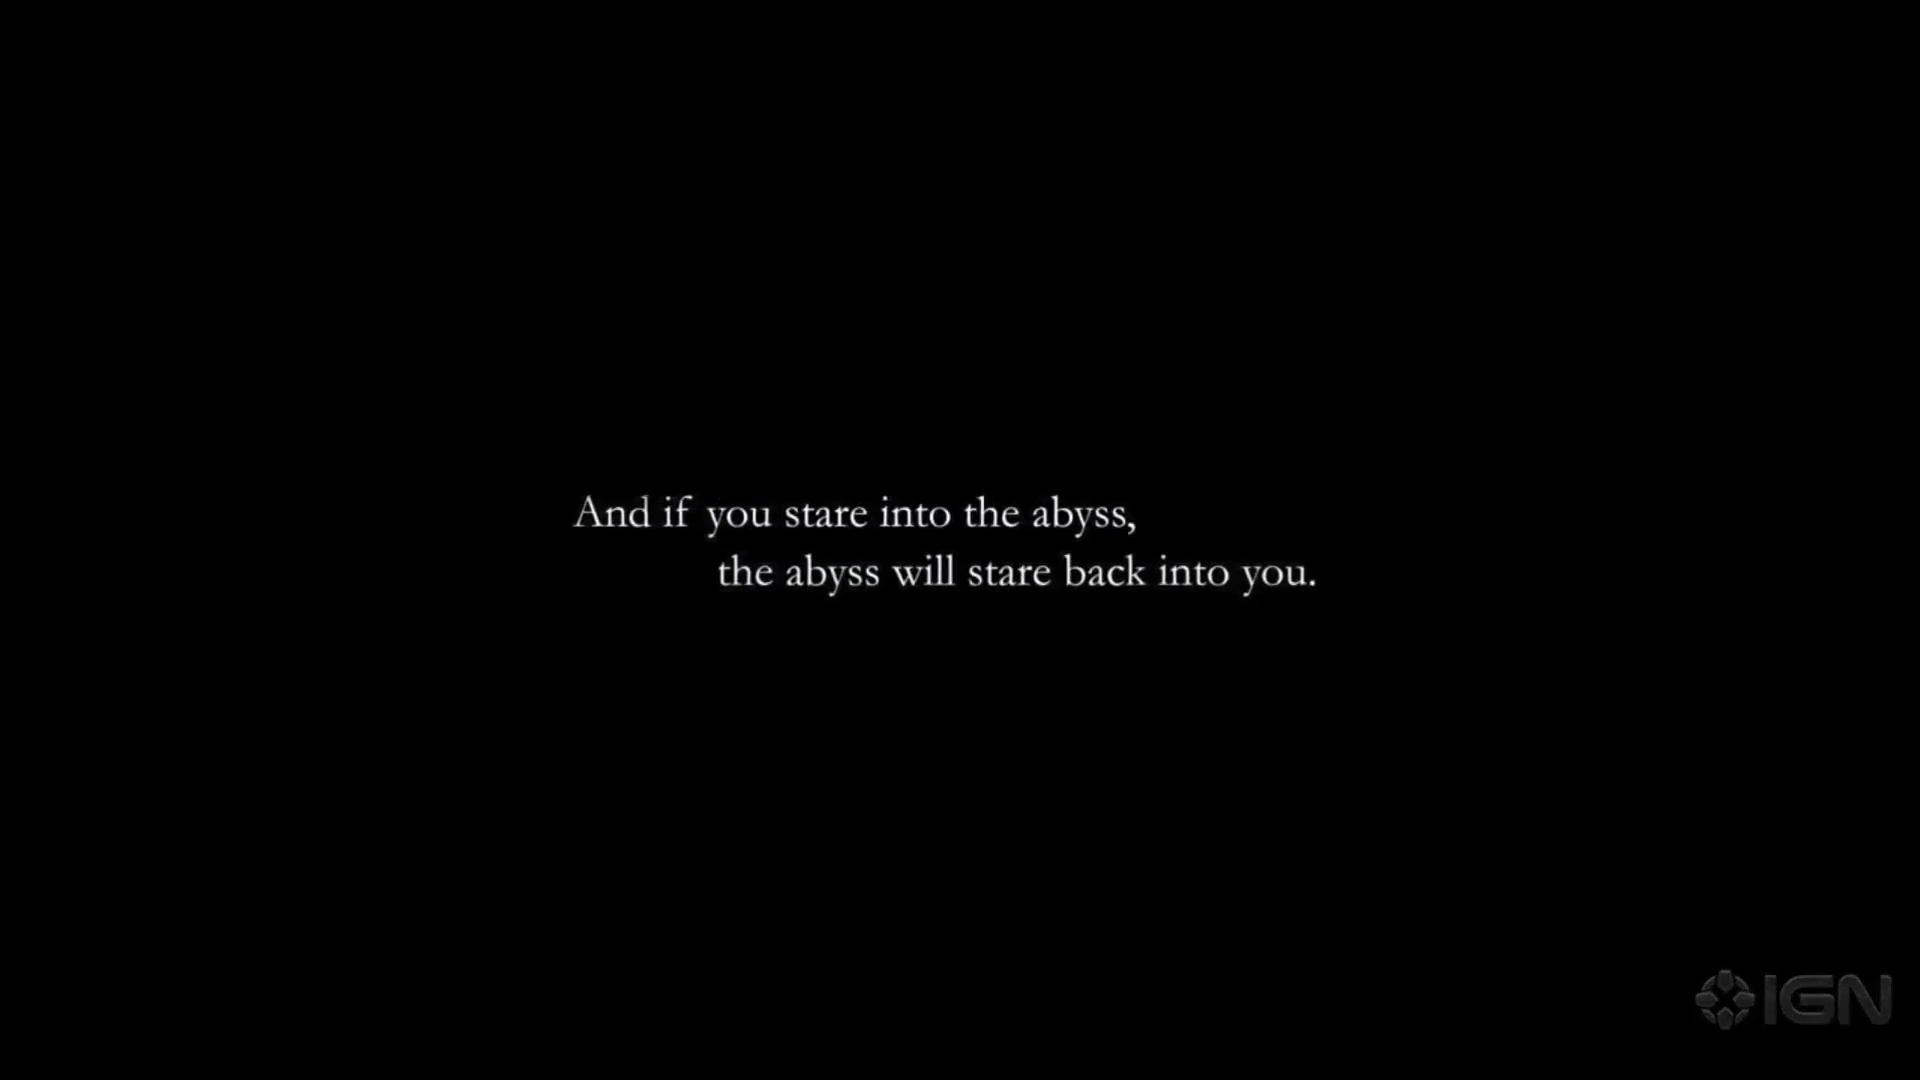 And if you stare into the abyss,
the abyss will stare back into you.
IGN